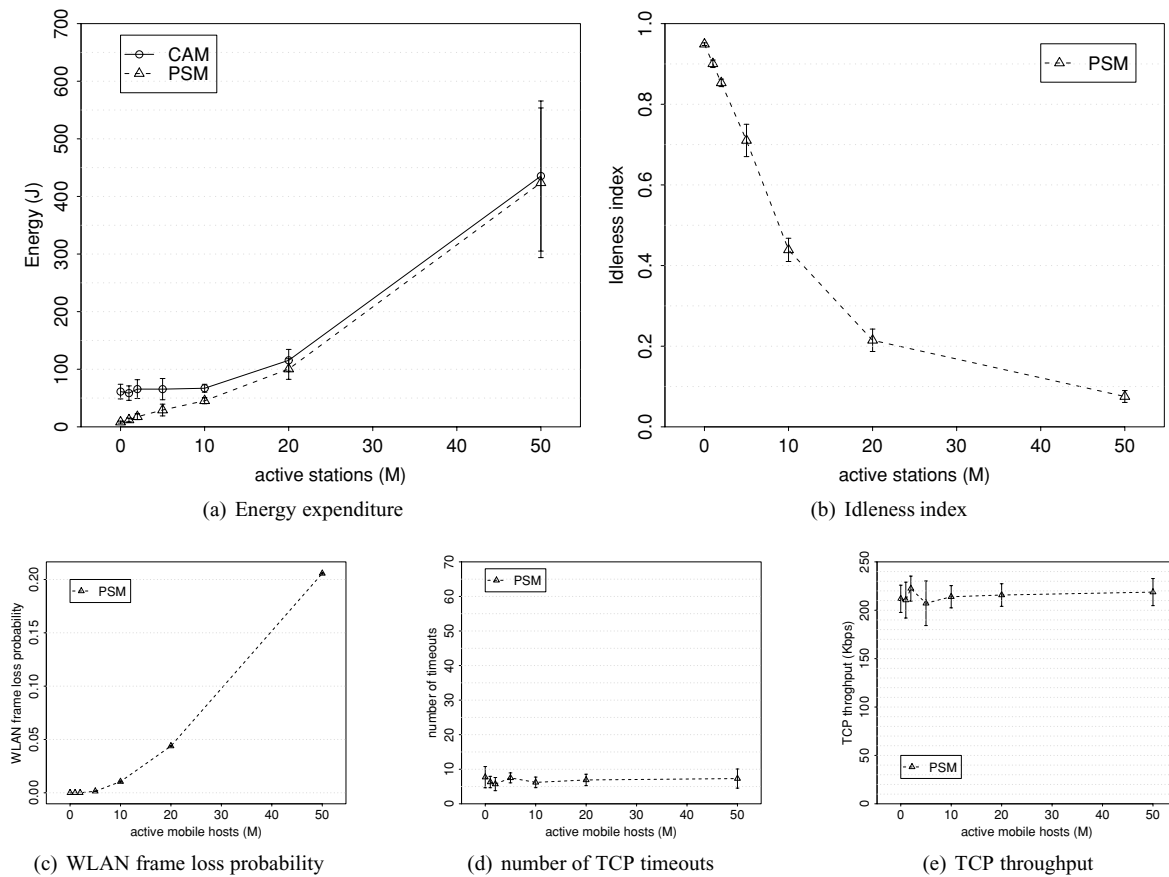 700
600
500
400
300
200
100
0
Energy (J)
CAM
PSM
0 10 20 30 40 50
active stations (M)
(a) Energy expenditure
1.0
0.8
0.6
0.4
0.2
0.0
Idleness index
PSM
0 10 20 30 40 50
active stations (M)
(b) Idleness index
0.20
0.15
0.10
0.05
0.00
WLAN frame loss probability
PSM
0 10 20 30 40 50
active mobile hosts (M)
(c) WLAN frame loss probability
70
60
50
40
30
20
10
0
number of timeouts
PSM
0 10 20 30 40 50
active mobile hosts (M)
(d) number of TCP timeouts
250
200
150
100
50
0
TCP throghput (Kbps)
PSM
0 10 20 30 40 50
active mobile hosts (M)
(e) TCP throughput